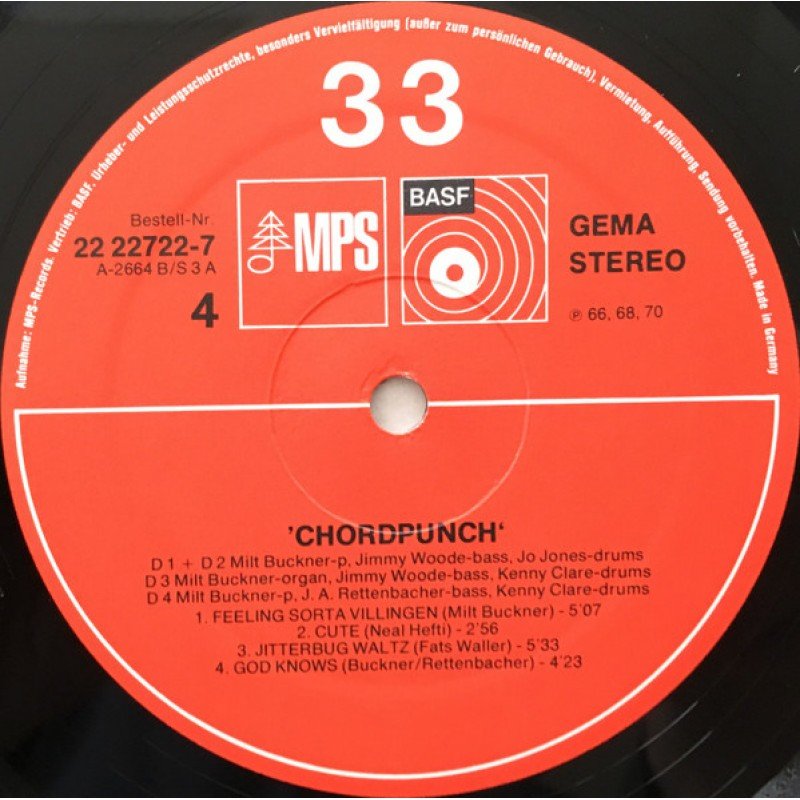 Aufnahme: MPS-Records. Vertrieb: BASF. Urheber- und Leistungsschutzrechte, besonders Vervielfältigung (außer zum persönlichen Gebrauch), Vermietung, Aufführung, Sendung vorbehalten. Made in Germany
33
Bestell-Nr.
22 22722-7
A-2664 B/S 3 A
4
MPS
BASF
GEMA
STEREO
℗ 66, 68, 70
'CHORDPUNCH'
D 1 + D 2 Milt Buckner-p, Jimmy Woode-bass, Jo Jones-drums
D 3 Milt Buckner-organ, Jimmy Woode-bass, Kenny Clare-drums
D 4 Milt Buckner-p, J. A. Rettenbacher-bass, Kenny Clare-drums
1. FEELING SORTA VILLINGEN (Milt Buckner) - 5'07
2. CUTE (Neal Hefti) - 2'56
3. JITTERBUG WALTZ (Fats Waller) - 5'33
4. GOD KNOWS (Buckner/Rettenbacher) - 4'23